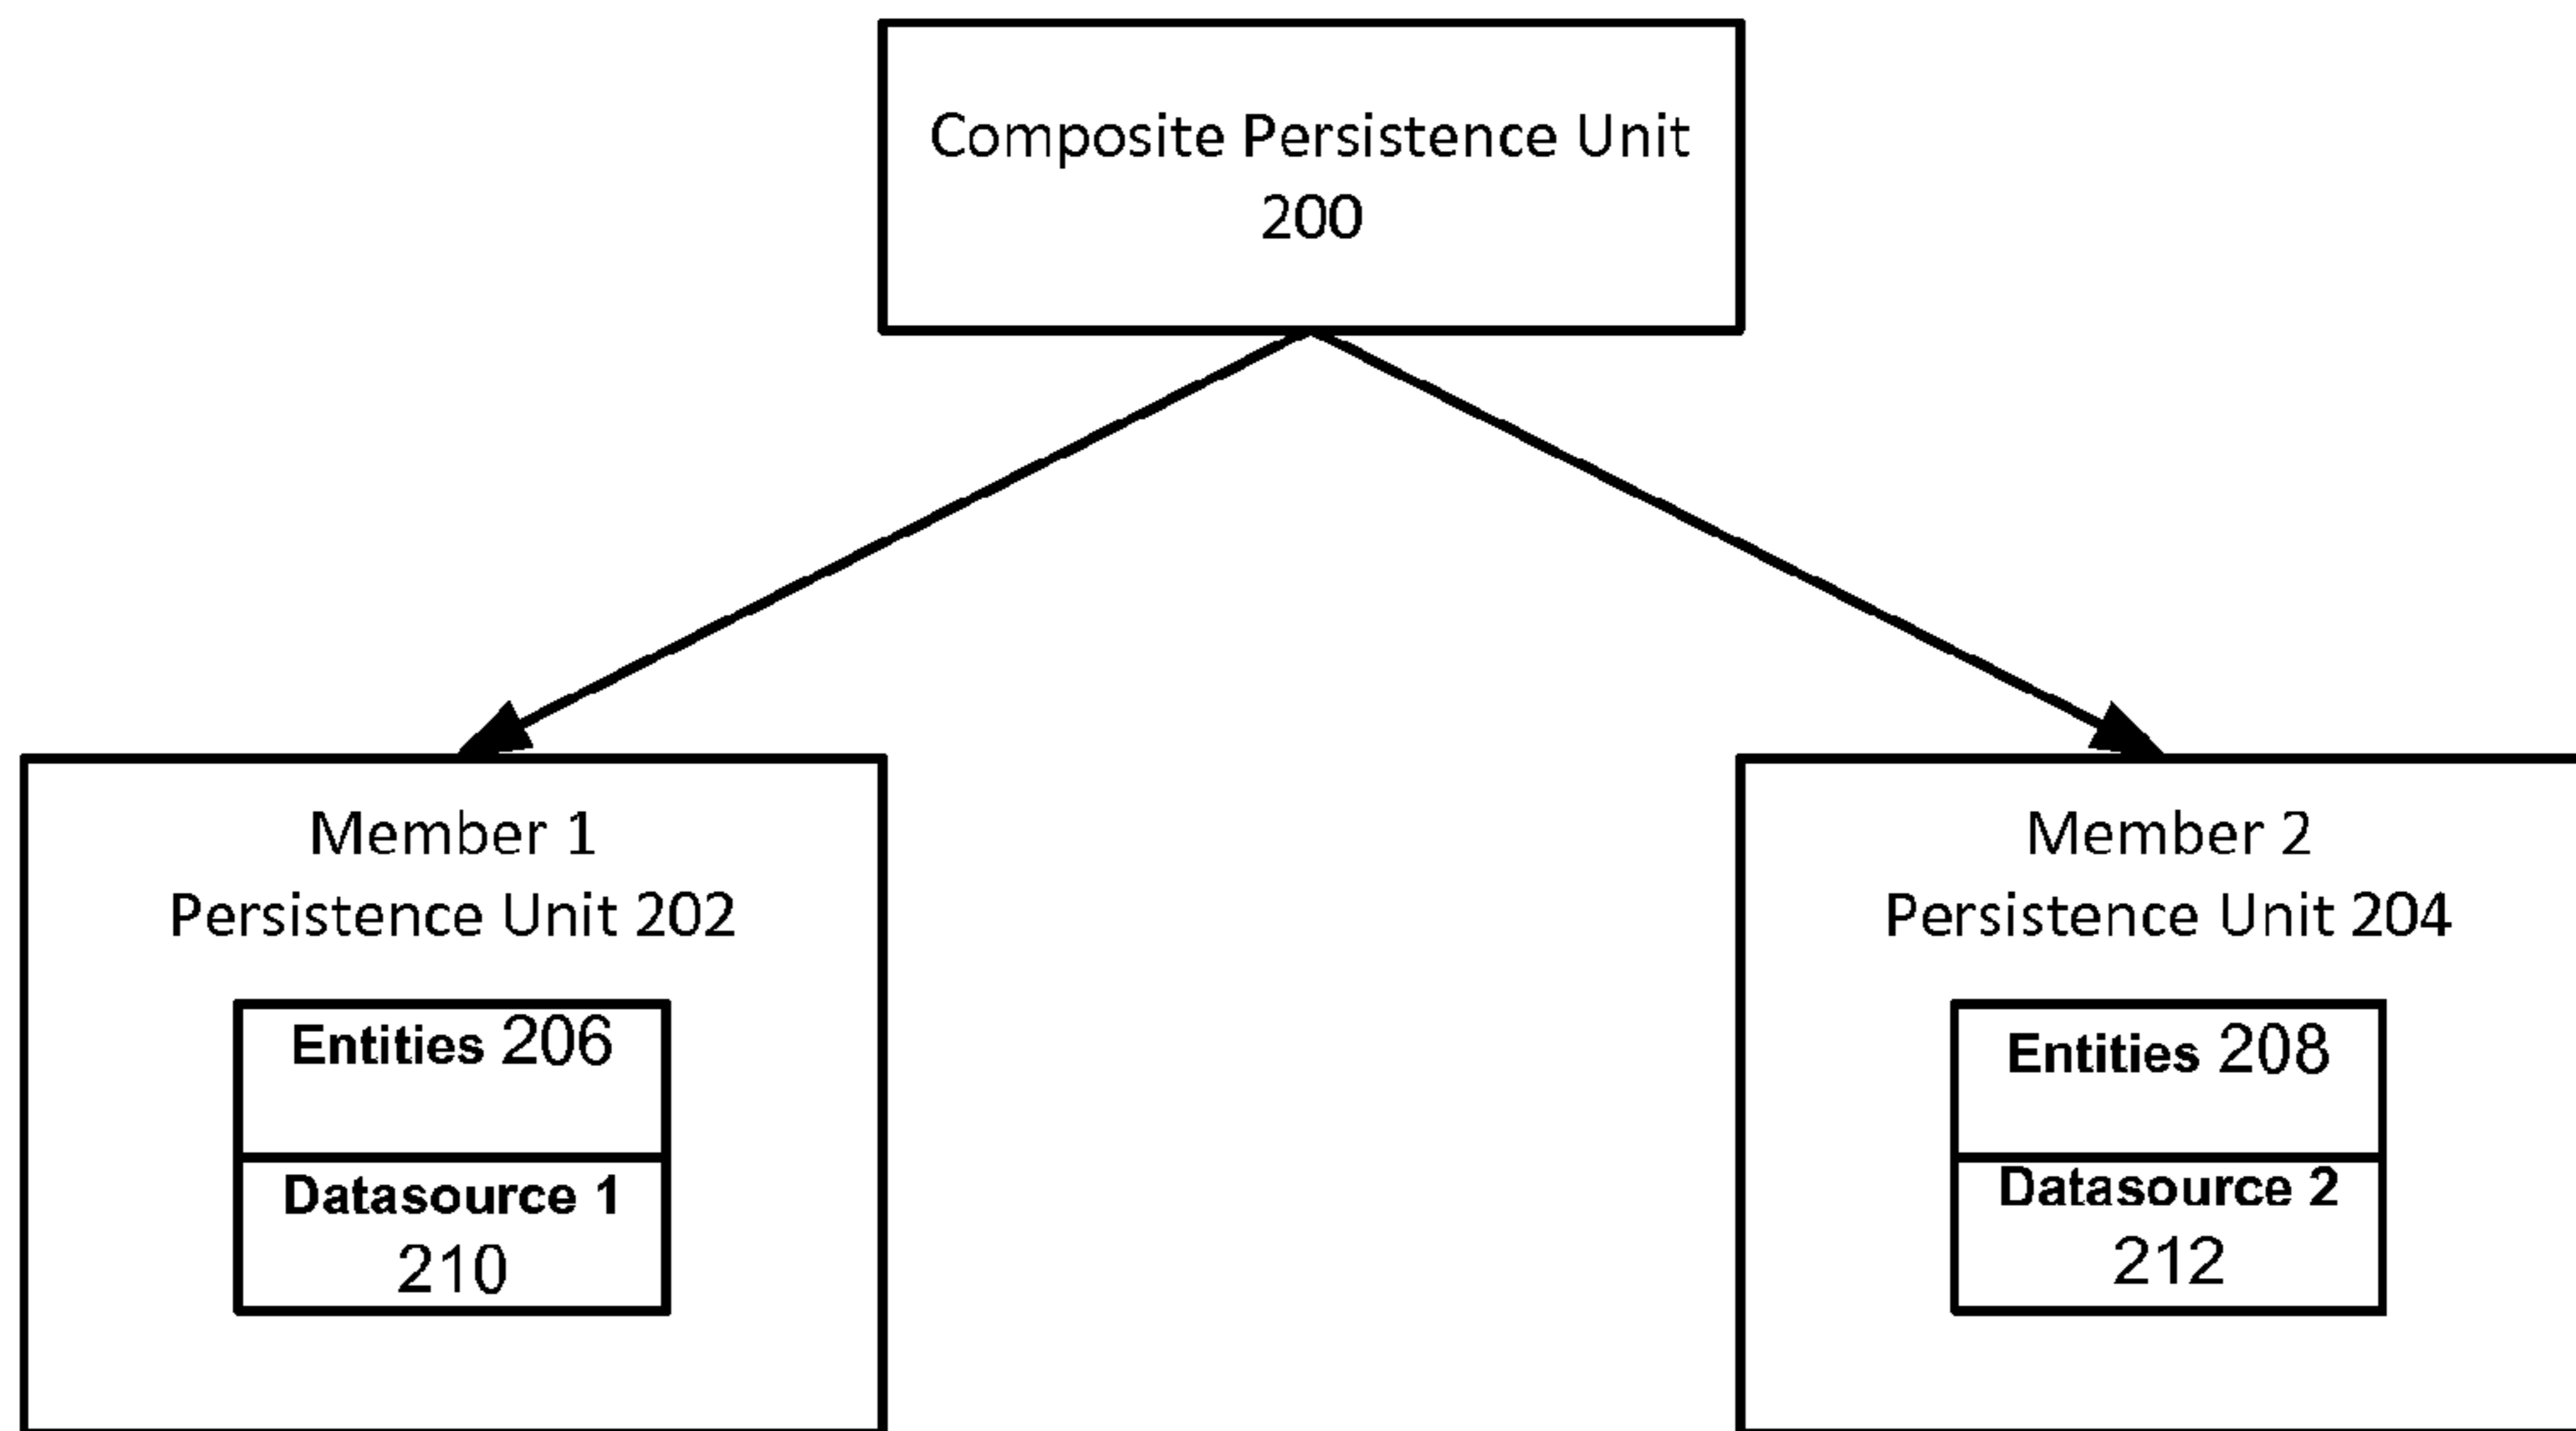 Composite Persistence Unit
200
Member 1
Persistence Unit 202
Entities 206
Datasource 1
210
Member 2
Persistence Unit 204
Entities 208
Datasource 2
212